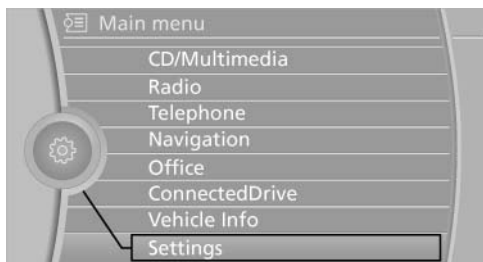 Main menu
CD/Multimedia
Radio
Telephone
Navigation
Office
ConnectedDrive
Vehicle Info
Settings